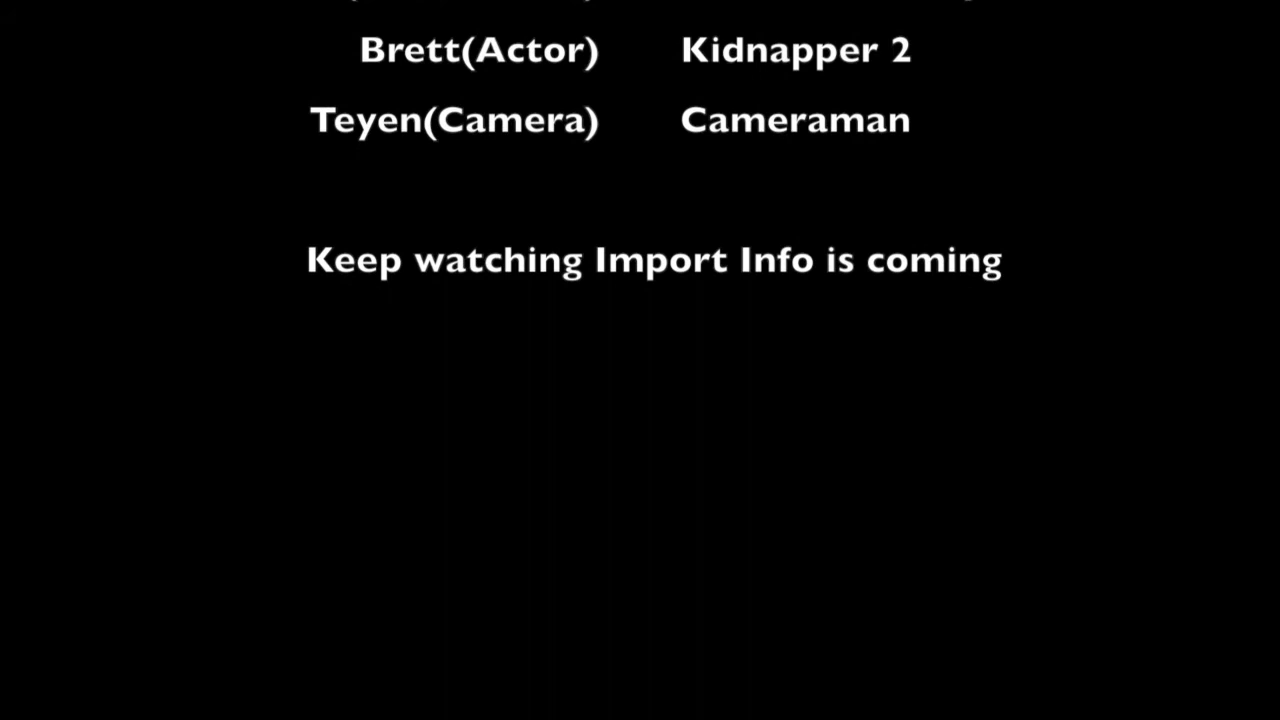 Brett(Actor) Kidnapper 2
Teyen(Camera) Cameraman
Keep watching Import Info is coming